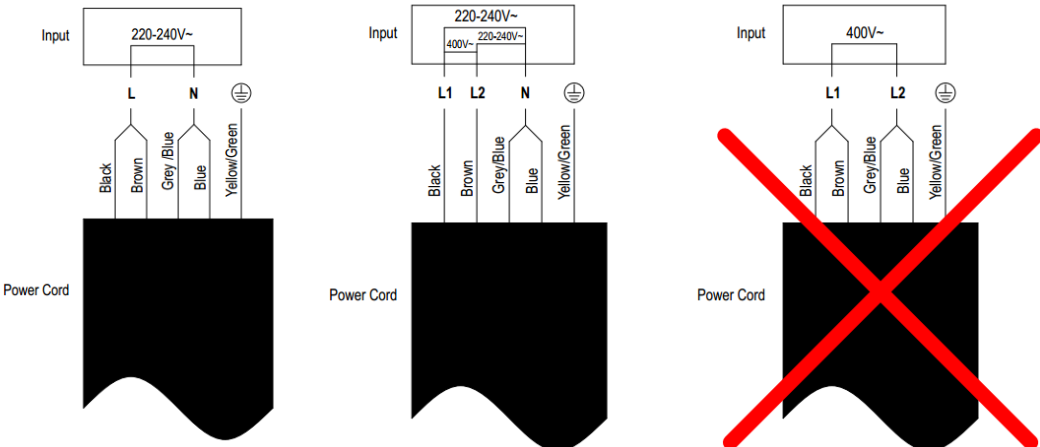 Input
220-240V~
L N
Black
Brown
Grey /Blue
Blue
Yellow/Green
Power Cord
Input
220-240V~
400V~ 220-240V~
L1 L2 N
Black
Brown
Grey/Blue
Blue
Yellow/Green
Power Cord
Input
400V~
L1 L2
Black
Brown
Grey/Blue
Blue
Yellow/Green
Power Cord